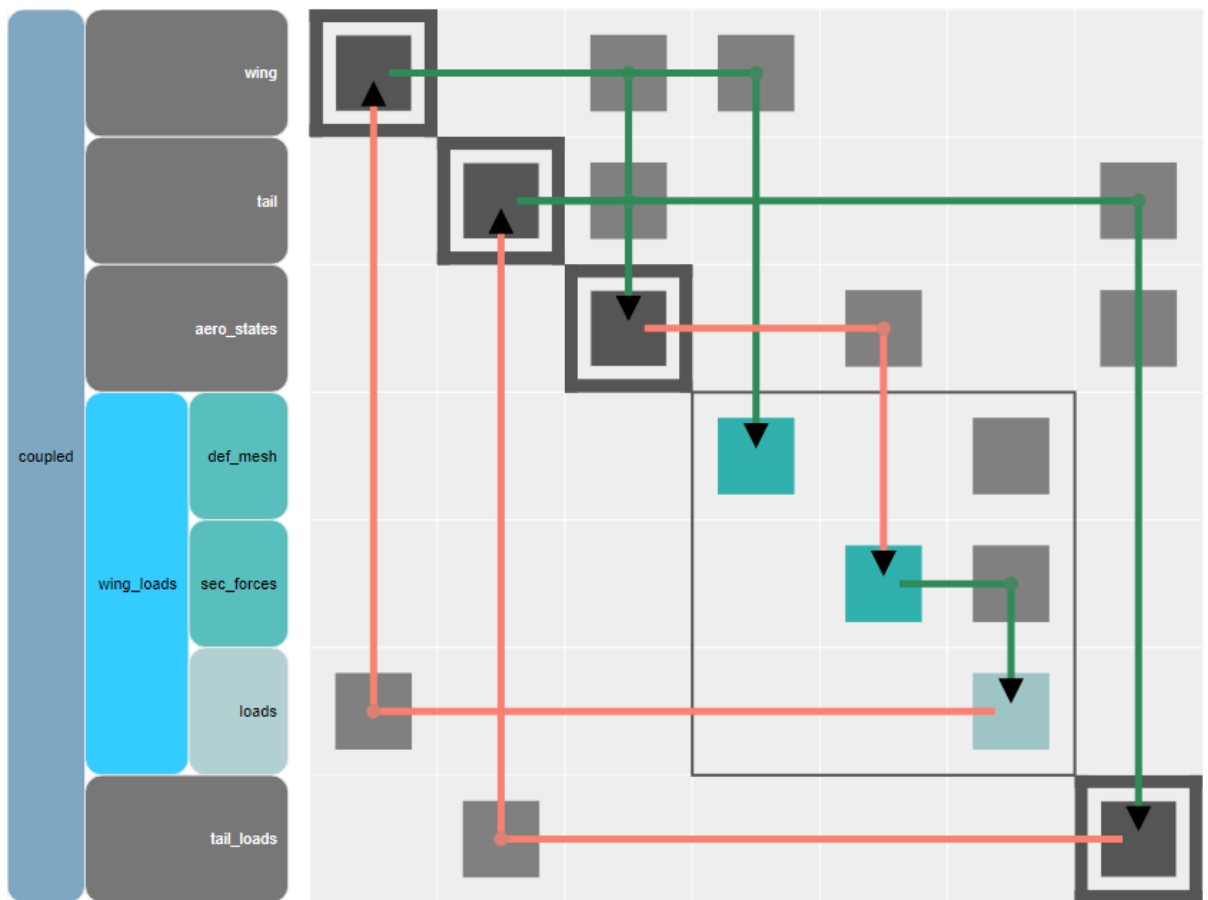 wing
tail
aero_states
coupled
def_mesh
wing_loads
sec_forces
loads
tail_loads